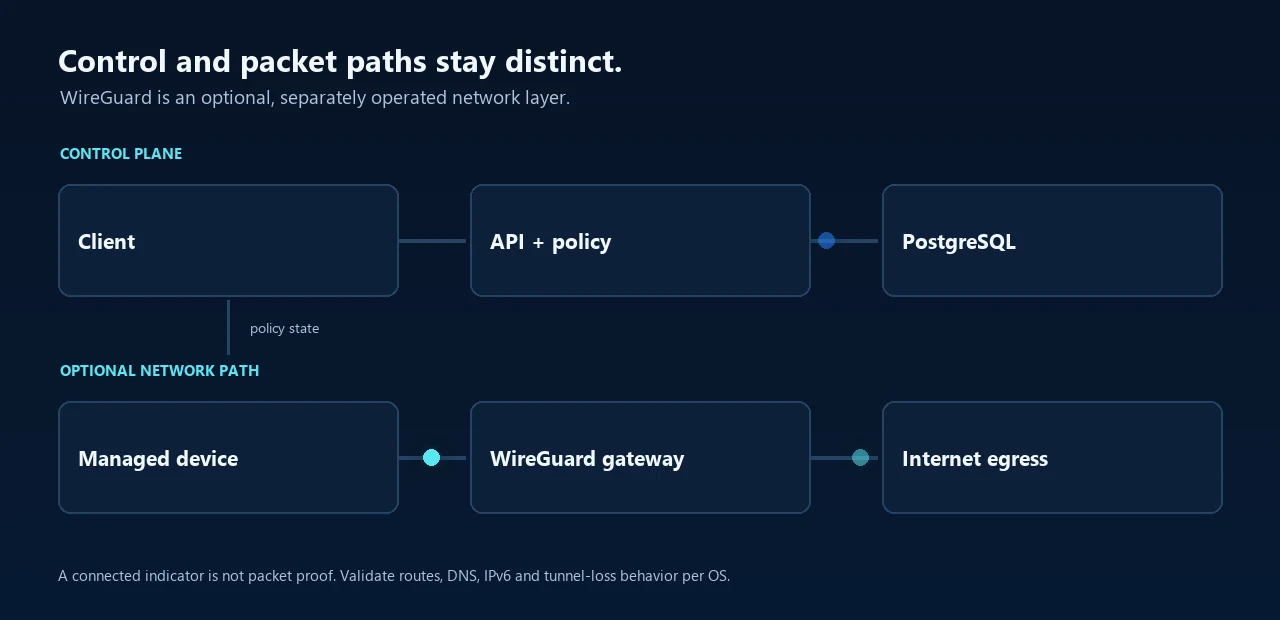 Control and packet paths stay distinct.
WireGuard is an optional, separately operated network layer.
CONTROL PLANE
Client
API + policy
PostgreSQL
policy state
OPTIONAL NETWORK PATH
Managed device
WireGuard gateway
Internet egress
A connected indicator is not packet proof. Validate routes, DNS, IPv6 and tunnel-loss behavior per OS.